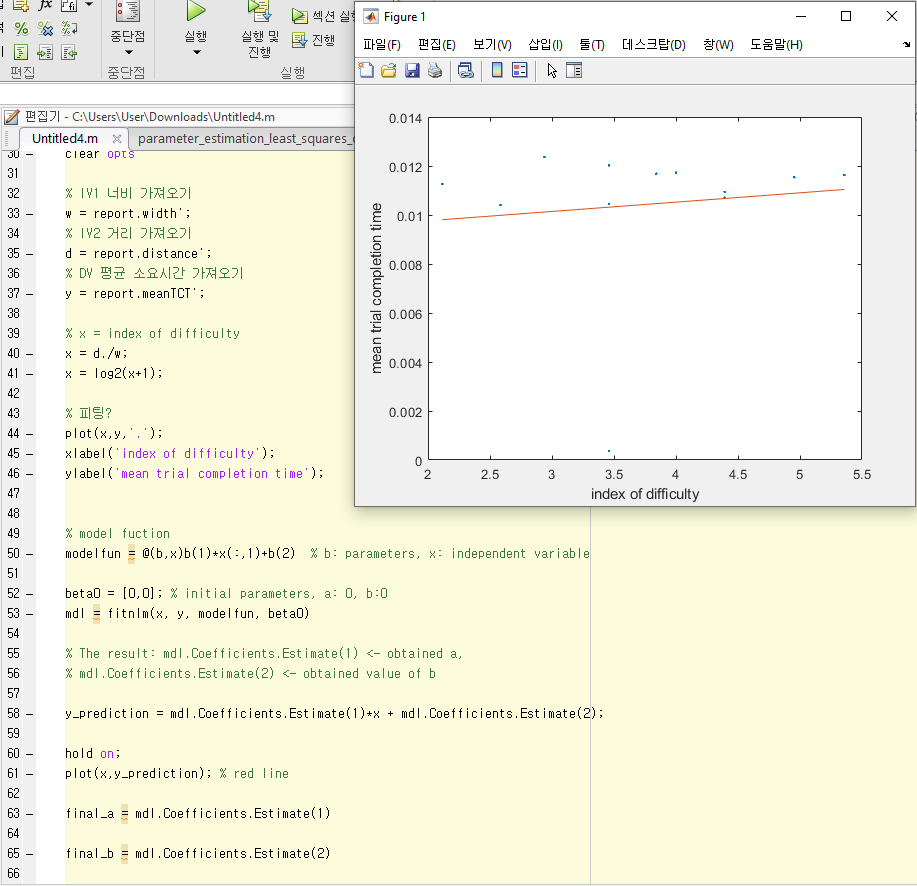 fx
섹션 실행
중단점
실행
실행 및
진행
진행
편집
중단점
실행
편집기 - C:\Users\User\Downloads\Untitled4.m
Untitled4.m
parameter_estimation_least_squares_
30 – clear opts
31
32 % IV1 너비 가져오기
33 – w = report.width';
34 % IV2 거리 가져오기
35 – d = report.distance';
36 % DV 평균 소요시간 가져오기
37 – y = report.meanTCT';
38
39 % x = index of difficulty
40 – x = d./w;
41 – x = log2(x+1);
42
43 % 피팅?
44 – plot(x,y,'.');
45 – xlabel('index of difficulty');
46 – ylabel('mean trial completion time');
47
48
49 % model fuction
50 – modelfun = @(b,x)b(1)*x(:,1)+b(2) % b: parameters, x: independent variable
51
52 – beta0 = [0,0]; % initial parameters, a: 0, b:0
53 – mdl = fitnlm(x, y, modelfun, beta0)
54
55 % The result: mdl.Coefficients.Estimate(1) <- obtained a,
56 % mdl.Coefficients.Estimate(2) <- obtained value of b
57
58 – y_prediction = mdl.Coefficients.Estimate(1)*x + mdl.Coefficients.Estimate(2);
59
60 – hold on;
61 – plot(x,y_prediction); % red line
62
63 – final_a = mdl.Coefficients.Estimate(1)
64
65 – final_b = mdl.Coefficients.Estimate(2)
66
Figure 1
파일(F) 편집(E) 보기(V) 삽입(I) 툴(T) 데스크탑(D) 창(W) 도움말(H)
0.014
0.012
0.01
0.008
0.006
0.004
0.002
0
mean trial completion time
2 2.5 3 3.5 4 4.5 5 5.5
index of difficulty